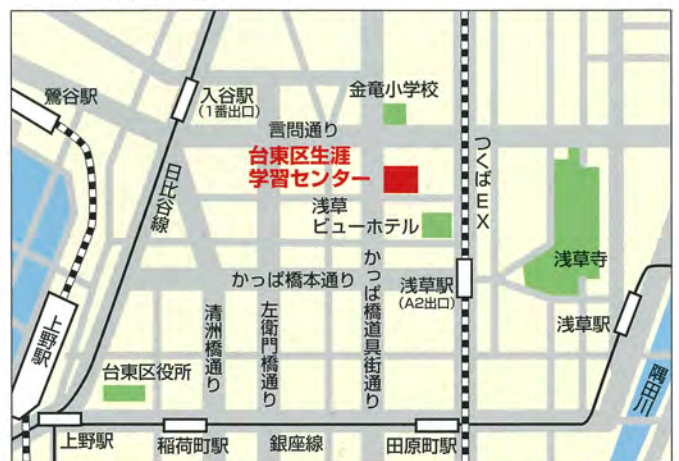 鶯谷駅
入谷駅
(1番出口)
金竜小学校
言問通り
台東区生涯
学習センター
つくばEX
日比谷線
浅草
ビューホテル
浅草寺
かっぱ橋本通り
かっぱ橋道具街通り
浅草駅
(A2出口)
清洲橋通り
左衛門橋通り
浅草駅
上野駅
台東区役所
隅田川
上野駅
稲荷町駅
銀座線
田原町駅